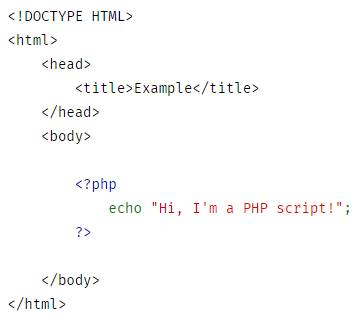 <!DOCTYPE HTML>
<html>
    <head>
        <title>Example</title>
    </head>
    <body>

        <?php
            echo "Hi, I'm a PHP script!";
        ?>

    </body>
</html>